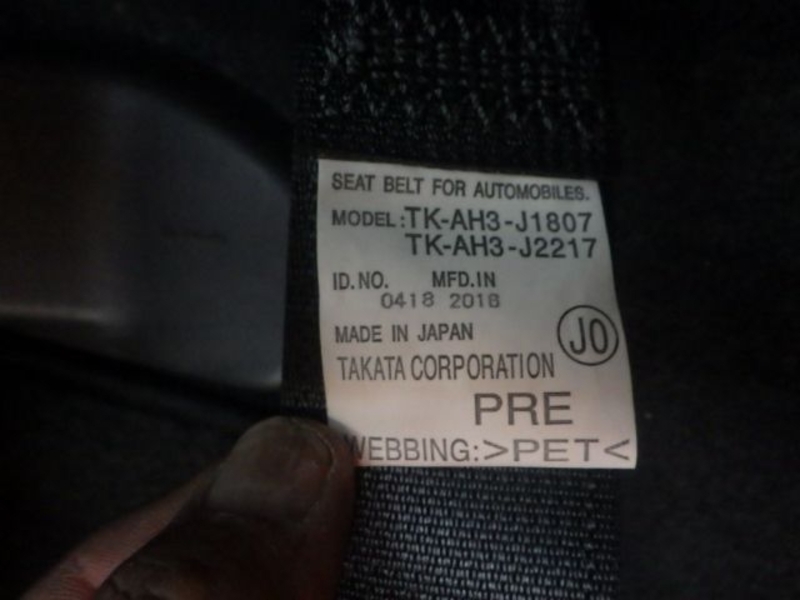 SEAT BELT FOR AUTOMOBILES.
MODEL:TK-AH3-J1807
TK-AH3-J2217
ID.NO. MFD.IN
0418 2018
MADE IN JAPAN
JO
TAKATA CORPORATION
PRE
WEBBING:>PET<